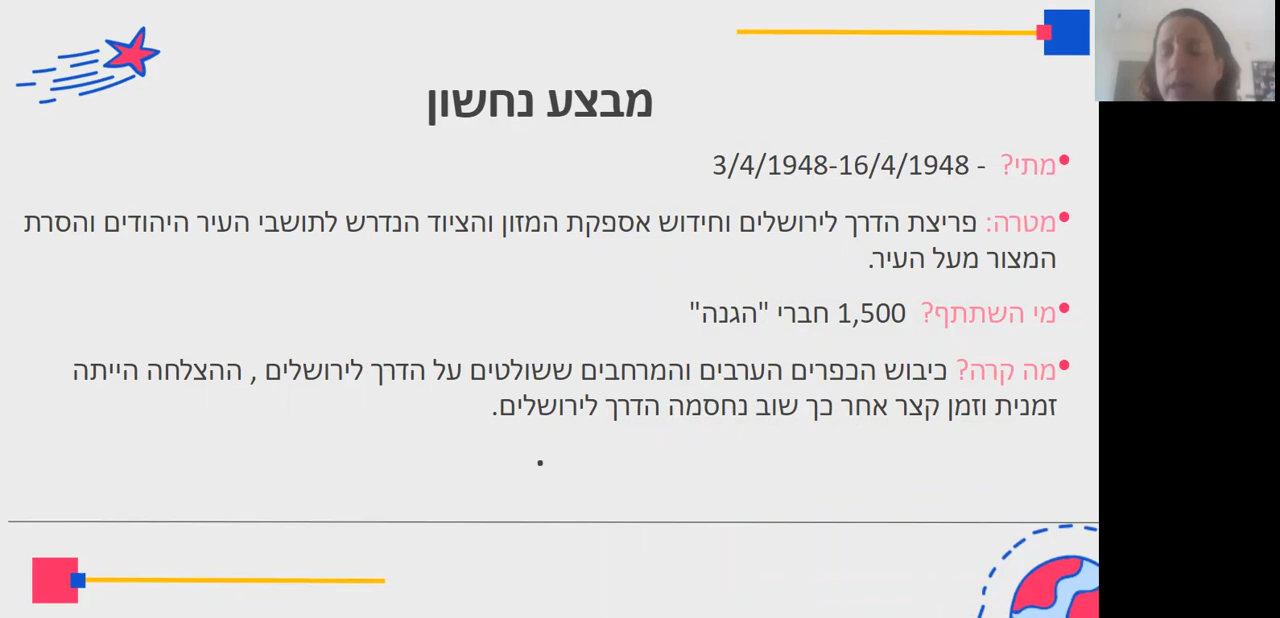 מבצע נחשון
מתי? - 3/4/1948-16/4/1948
מטרה: פריצת הדרך לירושלים וחידוש אספקת המזון והציוד הנדרש לתושבי העיר היהודים והסרת
המצור מעל העיר.
מי השתתף? 1,500 חברי "הגנה"
מה קרה? כיבוש הכפרים הערבים והמרחבים ששולטים על הדרך לירושלים , ההצלחה הייתה
זמנית וזמן קצר אחר כך שוב נחסמה הדרך לירושלים.